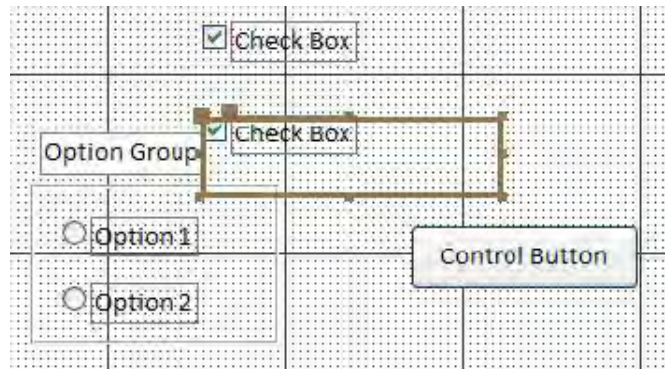 Check Box
Check Box
Option Group
Option 1
Option 2
Control Button